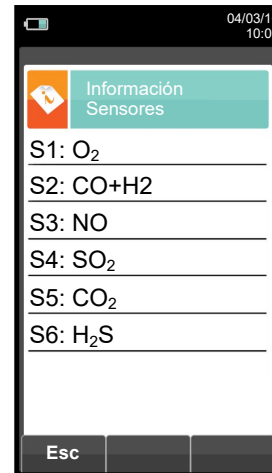 04/03/1
10:0
Información
Sensores
S1: O₂
S2: CO+H2
S3: NO
S4: SO₂
S5: CO₂
S6: H₂S
Esc